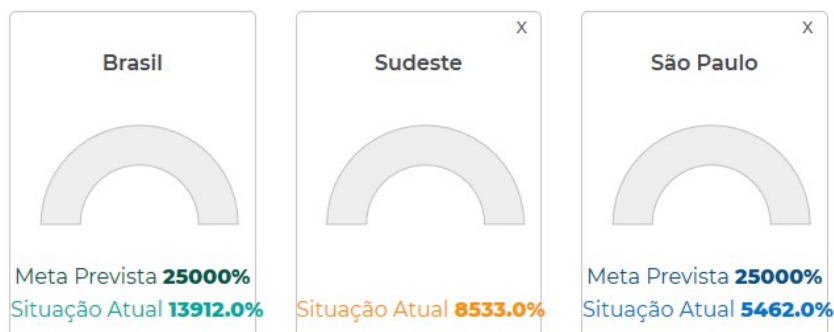 Brasil
Meta Prevista 25000%
Situação Atual 13912.0%
X
Sudeste
Situação Atual 8533.0%
X
São Paulo
Meta Prevista 25000%
Situação Atual 5462.0%